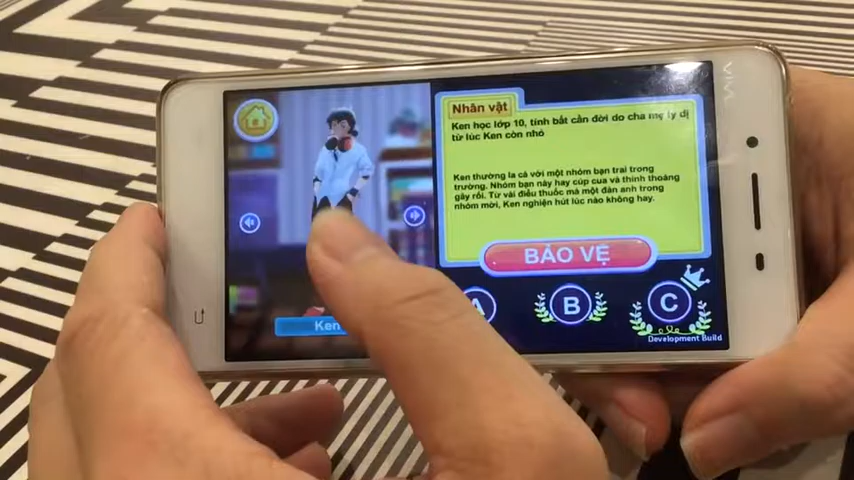 Nhân vật
Ken học lớp 10, tính bất cần đời do cha mẹ ly dị
từ lúc Ken còn nhỏ
Ken thường la cà với một nhóm bạn trai trong
trường. Nhóm bạn này hay cúp cua và thỉnh thoảng
gây rối. Từ vài điếu thuốc mà một đàn anh trong
nhóm mời, Ken nghiện hút lúc nào không hay.
BẢO VỆ
Ken
A
B
C
Development Build
vivo